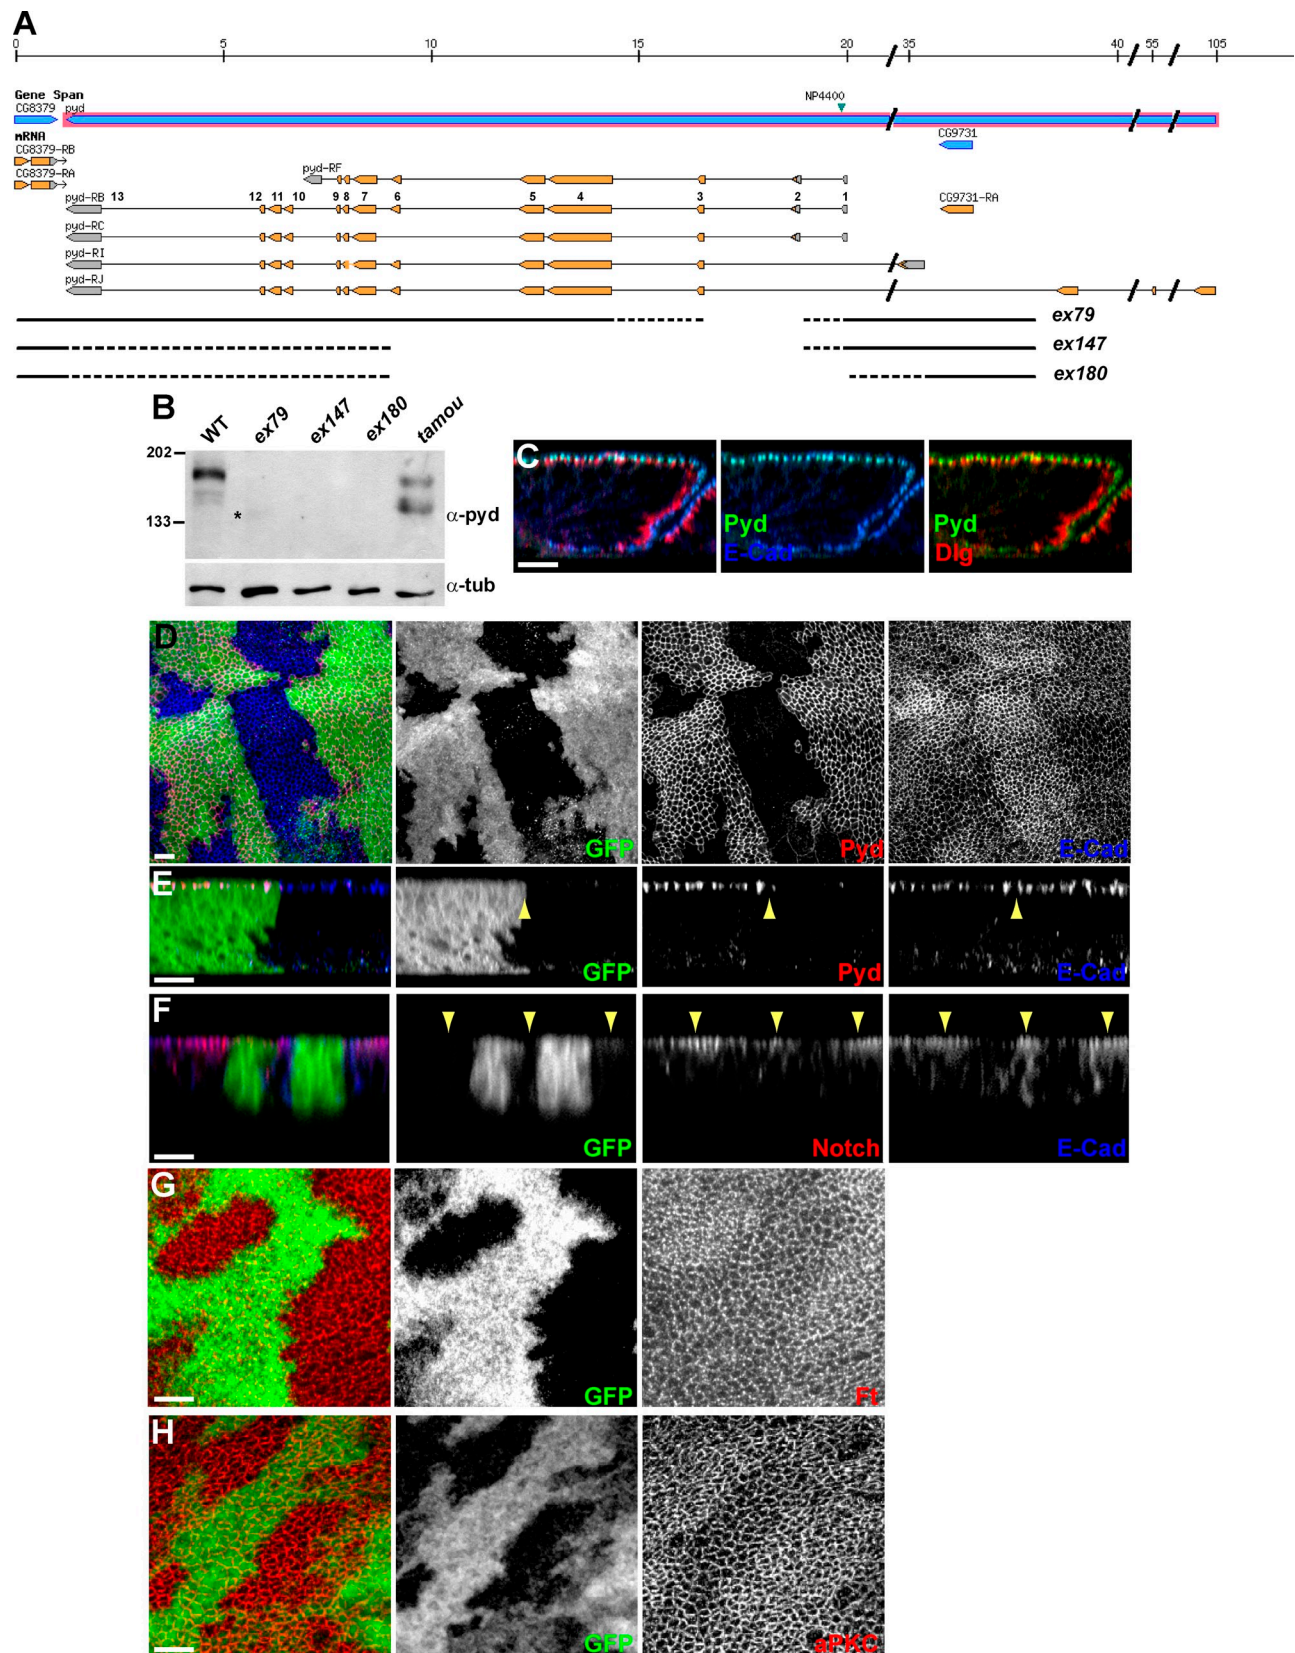 A
0 5 10 15 20 35 40 55 105
Gene Span
CG8379 pyd
NP4400
CG9731
mRNA
CG8379-RB
CG8379-RA
pyd-RF
pyd-RB 13 12 11 10 9 8 7 6 5 4 3 2 1
CG9731-RA
pyd-RC
pyd-RI
pyd-RJ
ex79
ex147
ex180
B
WT ex79 ex147 ex180 tamou
202
133
*
α-pyd
α-tub
C
Pyd
E-Cad
Pyd
Dlg
D
GFP
Pyd
E-Cad
E
GFP
Pyd
E-Cad
F
GFP
Notch
E-Cad
G
GFP
Ft
H
GFP
aPKC